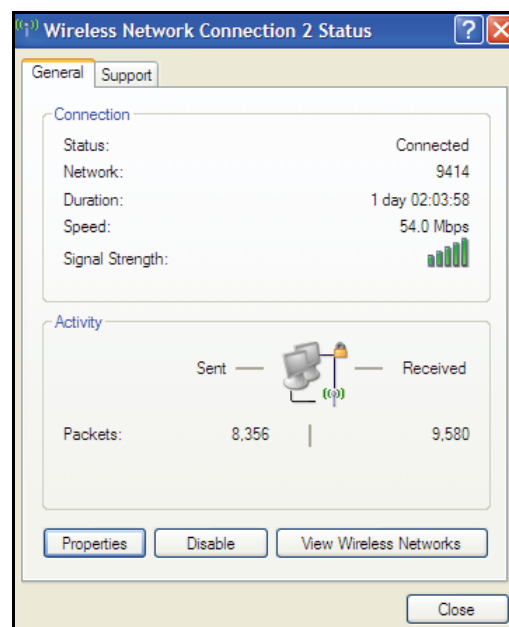 Wireless Network Connection 2 Status
General Support
Connection
Status: Connected
Network: 9414
Duration: 1 day 02:03:58
Speed: 54.0 Mbps
Signal Strength:
Activity
Sent Received
Packets: 8,356 9,580
Properties Disable View Wireless Networks
Close